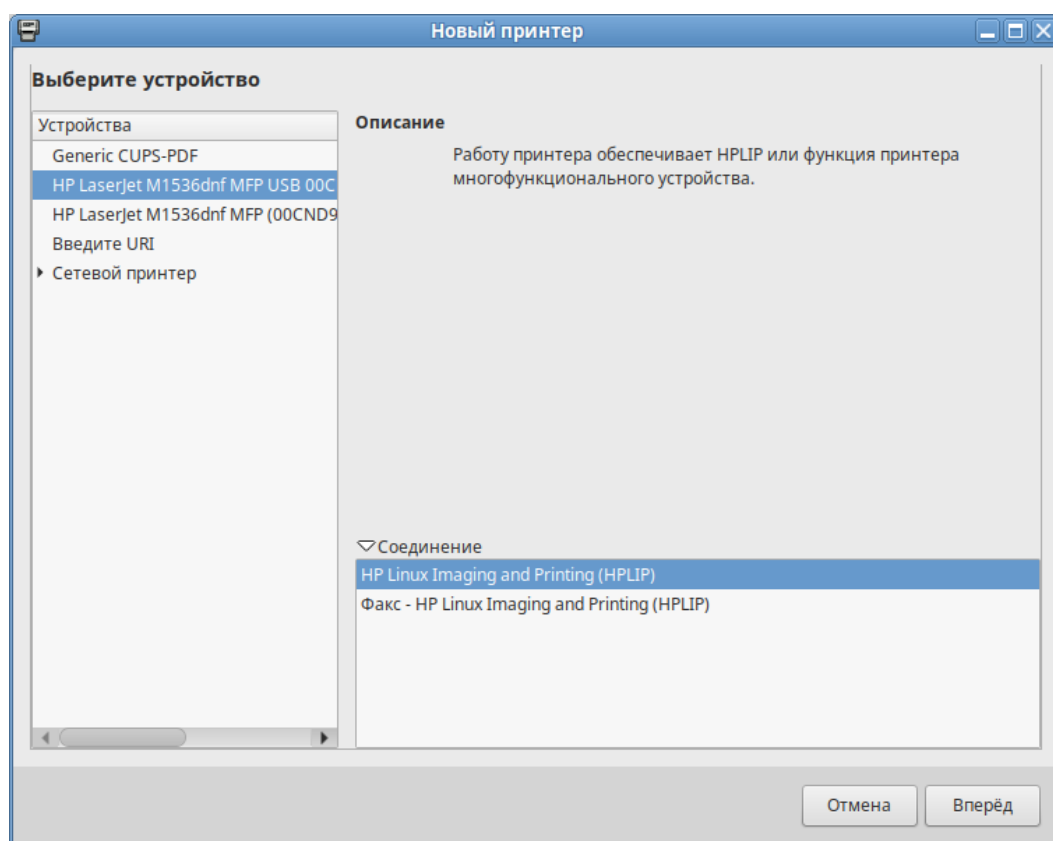 Новый принтер
Выберите устройство
Устройства
Generic CUPS-PDF
HP LaserJet M1536dnf MFP USB 00C
HP LaserJet M1536dnf MFP (00CND9
Введите URI
Сетевой принтер
Описание
Работу принтера обеспечивает HPLIP или функция принтера
многофункционального устройства.
Соединение
HP Linux Imaging and Printing (HPLIP)
Факс - HP Linux Imaging and Printing (HPLIP)
Отмена
Вперёд